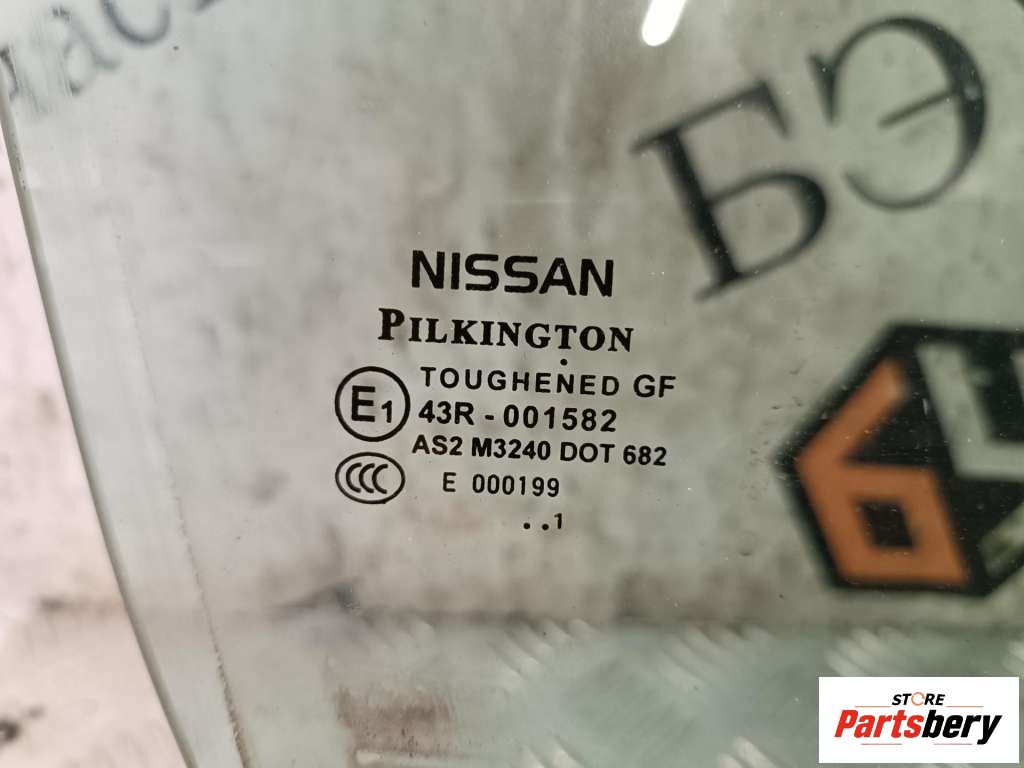 БЭ
NISSAN
PILKINGTON
TOUGHENED GF
E1
43R - 001582
AS2 M3240 DOT 682
CCC
E 000199
..1
STORE
Partsbery